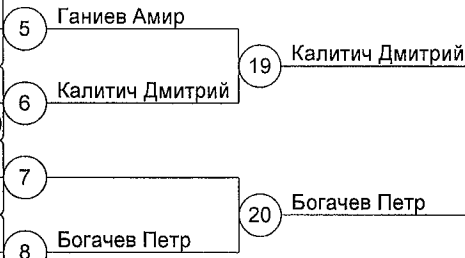 5 Ганиев Амир
19 Калитич Дмитрий
6 Калитич Дмитрий
7
20 Богачев Петр
8 Богачев Петр